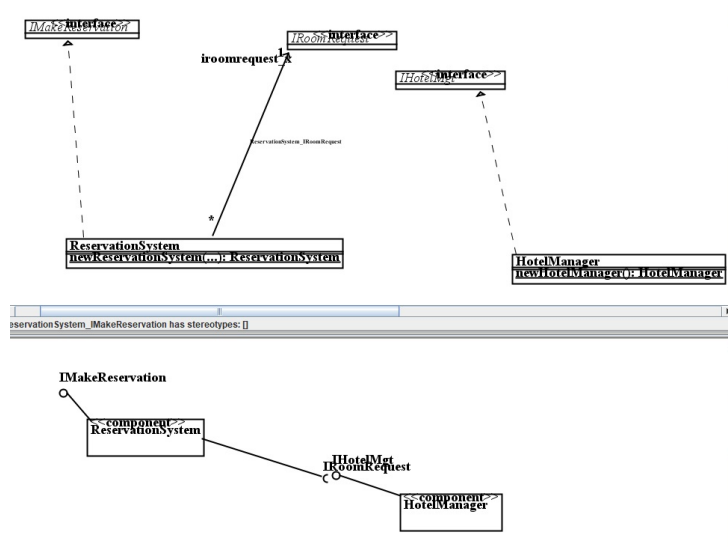 <<interface>>
IMakeReservation
<<interface>>
IRoomRequest
1
iroomrequest_x
<<interface>>
IHotelMgt
ReservationSystem_IRoomRequest
*
ReservationSystem
newReservationSystem(...): ReservationSystem
HotelManager
newHotelManager(): HotelManager
eservationSystem_IMakeReservation has stereotypes: []
IMakeReservation
<<component>>
ReservationSystem
IHotelMgt
IRoomRequest
<<component>>
HotelManager